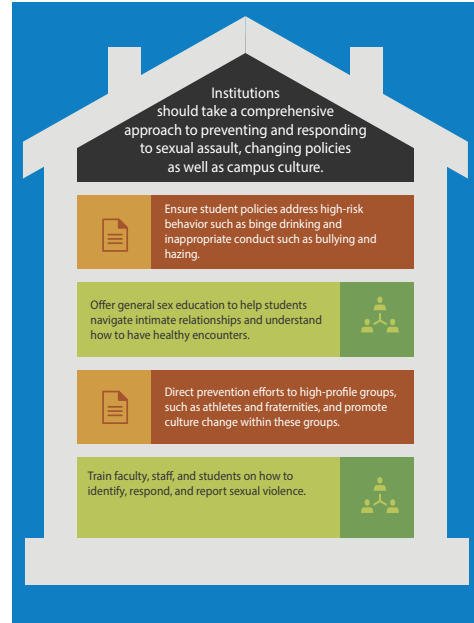 Institutions
should take a comprehensive
approach to preventing and responding
to sexual assault, changing policies
as well as campus culture.
Ensure student policies address high-risk
behavior such as binge drinking and
inappropriate conduct such as bullying and
hazing.
Offer general sex education to help students
navigate intimate relationships and understand
how to have healthy encounters.
Direct prevention efforts to high-profile groups,
such as athletes and fraternities, and promote
culture change within these groups.
Train faculty, staff, and students on how to
identify, respond, and report sexual violence.